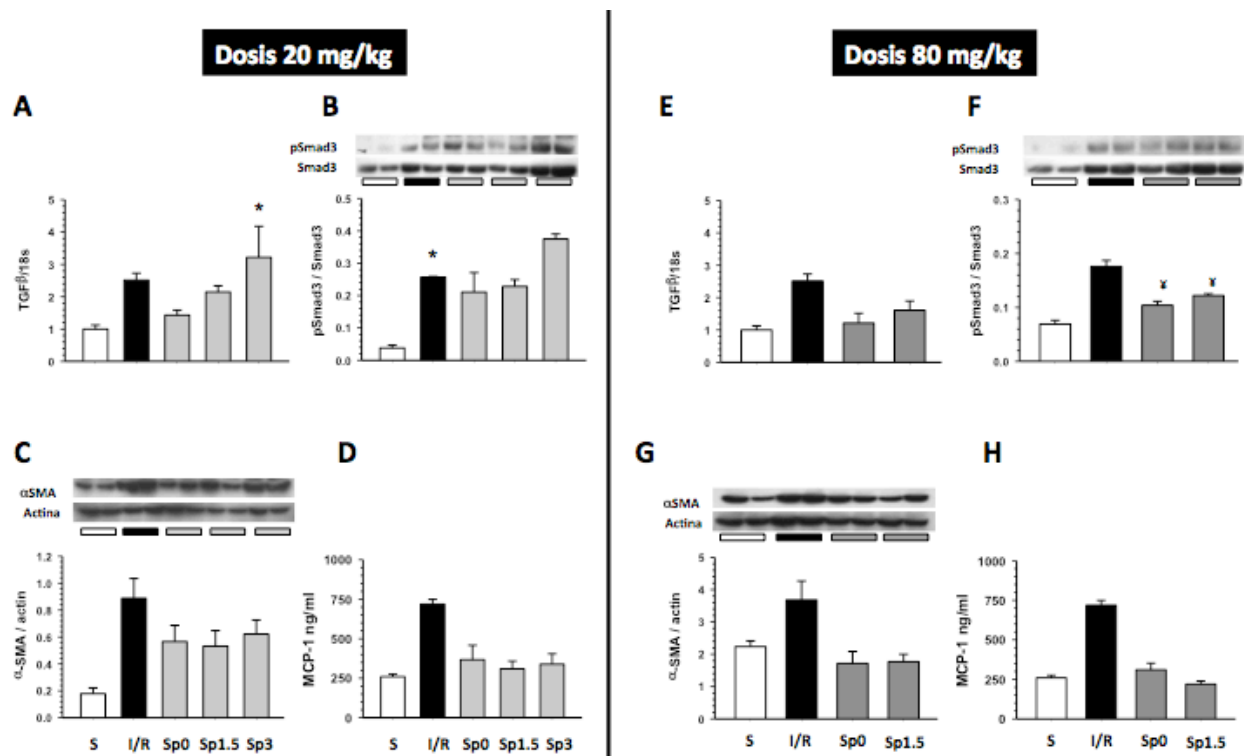 Dosis 20 mg/kg
A
B
pSmad3
Smad3
TGFβ/18s
5
4
3
2
1
0
*
pSmad3 / Smad3
0.5
0.4
0.3
0.2
0.1
0.0
*
C
D
αSMA
Actina
α-SMA / actin
1.2
1.0
0.8
0.6
0.4
0.2
0.0
S I/R Sp0 Sp1.5 Sp3
MCP-1 ng/ml
1000
750
500
250
0
S I/R Sp0 Sp1.5 Sp3
Dosis 80 mg/kg
E
F
pSmad3
Smad3
TGFβ/18s
5
4
3
2
1
0
pSmad3 / Smad3
0.3
0.2
0.1
0.0
¥ ¥
G
H
αSMA
Actina
α-SMA / actin
5
4
3
2
1
0
S I/R Sp0 Sp1.5
MCP-1 ng/ml
1000
750
500
250
0
S I/R Sp0 Sp1.5